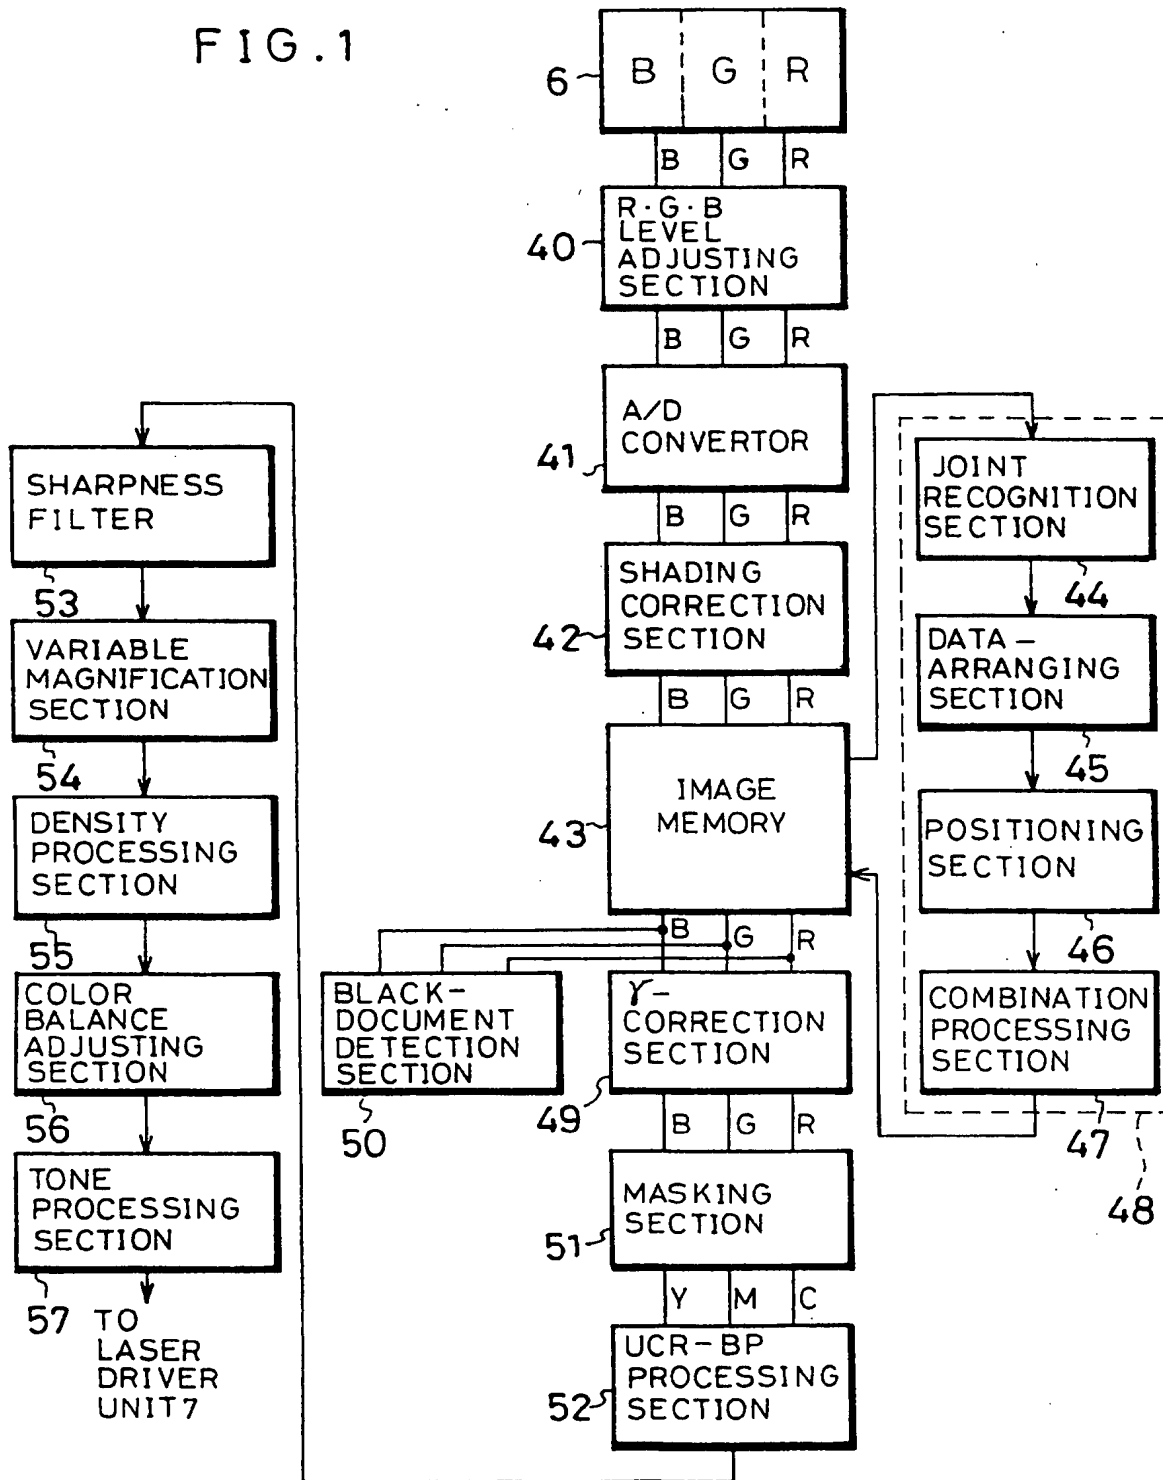 FIG.1
6
B G R
B G R
40
R·G·B
LEVEL
ADJUSTING
SECTION
B G R
41
A/D
CONVERTOR
B G R
42
SHADING
CORRECTION
SECTION
B G R
43
IMAGE
MEMORY
B G R
JOINT
RECOGNITION
SECTION
44
DATA-
ARRANGING
SECTION
45
POSITIONING
SECTION
46
COMBINATION
PROCESSING
SECTION
47
48
BLACK-
DOCUMENT
DETECTION
SECTION
50
γ-
CORRECTION
SECTION
49
B G R
MASKING
SECTION
51
Y M C
UCR-BP
PROCESSING
SECTION
52
SHARPNESS
FILTER
53
VARIABLE
MAGNIFICATION
SECTION
54
DENSITY
PROCESSING
SECTION
55
COLOR
BALANCE
ADJUSTING
SECTION
56
TONE
PROCESSING
SECTION
57
TO
LASER
DRIVER
UNIT7